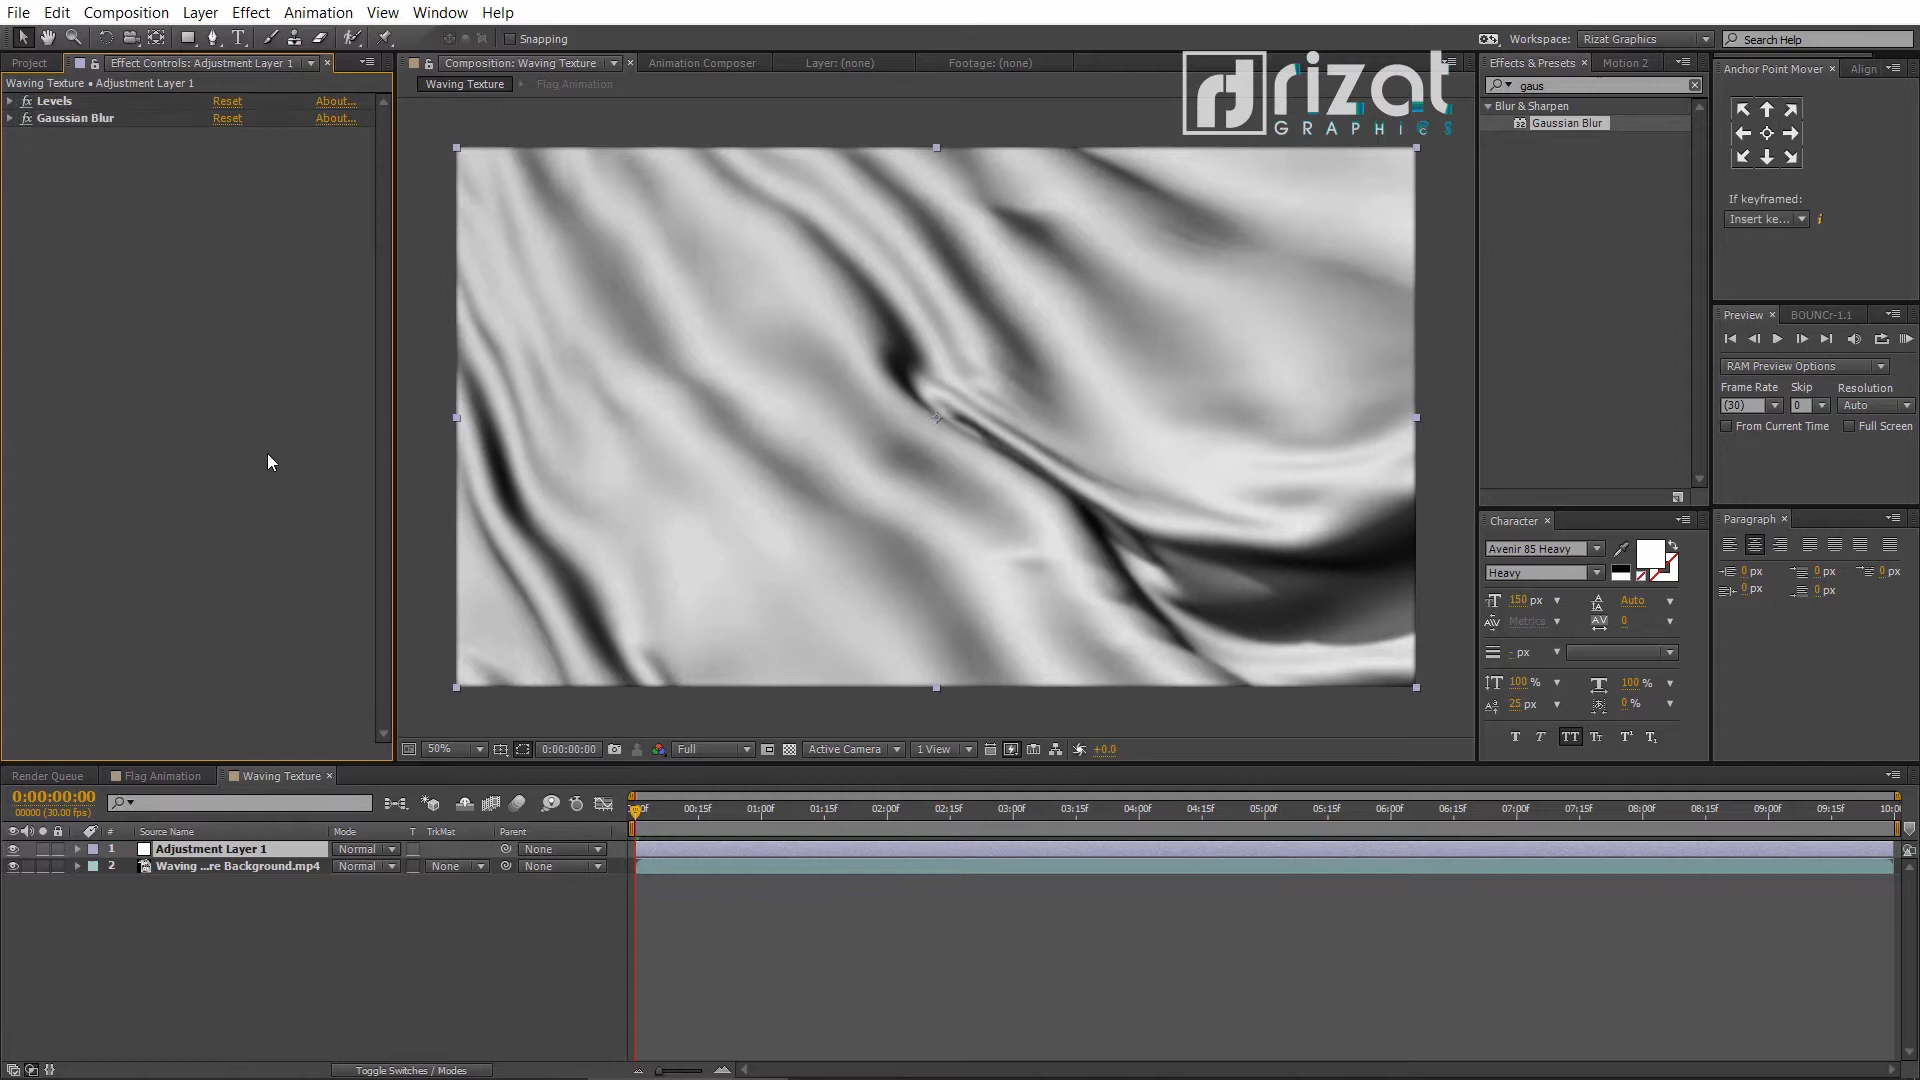 File Edit Composition Layer Effect Animation View Window Help
Snapping
Workspace: Rizat Graphics Search Help
Project Effect Controls: Adjustment Layer 1
Waving Texture • Adjustment Layer 1
fx Levels Reset About...
fx Gaussian Blur Reset About...
Composition: Waving Texture Animation Composer Layer: (none) Footage: (none)
Waving Texture Flag Animation
rizat
GRAPHICS
50% 0:00:00:00 Full Active Camera 1 View +0.0
Effects & Presets Motion 2
gaus
Blur & Sharpen
32 Gaussian Blur
Anchor Point Mover Align
If keyframed:
Insert ke...
Preview BOUNCr-1.1
RAM Preview Options
Frame Rate Skip Resolution
(30) 0 Auto
From Current Time Full Screen
Character
Avenir 85 Heavy
Heavy
150 px Auto
Metrics 0
- px
100 % 100 %
25 px 0 %
T T TT Tt T¹ T₁
Paragraph
0 px 0 px 0 px
0 px 0 px
Render Queue Flag Animation Waving Texture
0:00:00:00
00000 (30.00 fps)
# Source Name Mode T TrkMat Parent
1 Adjustment Layer 1 Normal None
2 Waving ...re Background.mp4 Normal None None
00:15f 01:00f 01:15f 02:00f 02:15f 03:00f 03:15f 04:00f 04:15f 05:00f 05:15f 06:00f 06:15f 07:00f 07:15f 08:00f 08:15f 09:00f 09:15f 10:0
Toggle Switches / Modes